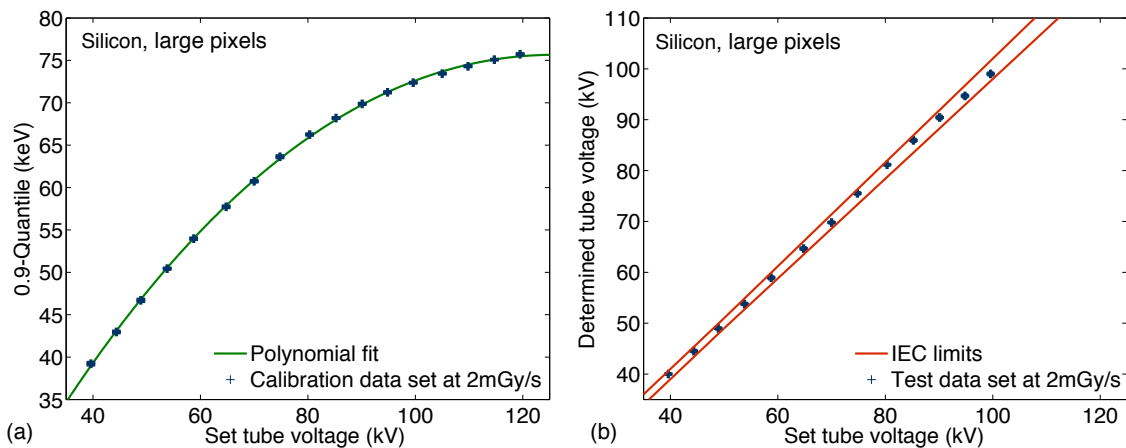 Silicon, large pixels
80
75
70
65
60
55
50
45
40
35
0.9-Quantile (keV)
Polynomial fit
Calibration data set at 2mGy/s
40 60 80 100 120
Set tube voltage (kV)
(a)
Silicon, large pixels
110
100
90
80
70
60
50
40
Determined tube voltage (kV)
IEC limits
Test data set at 2mGy/s
40 60 80 100 120
Set tube voltage (kV)
(b)